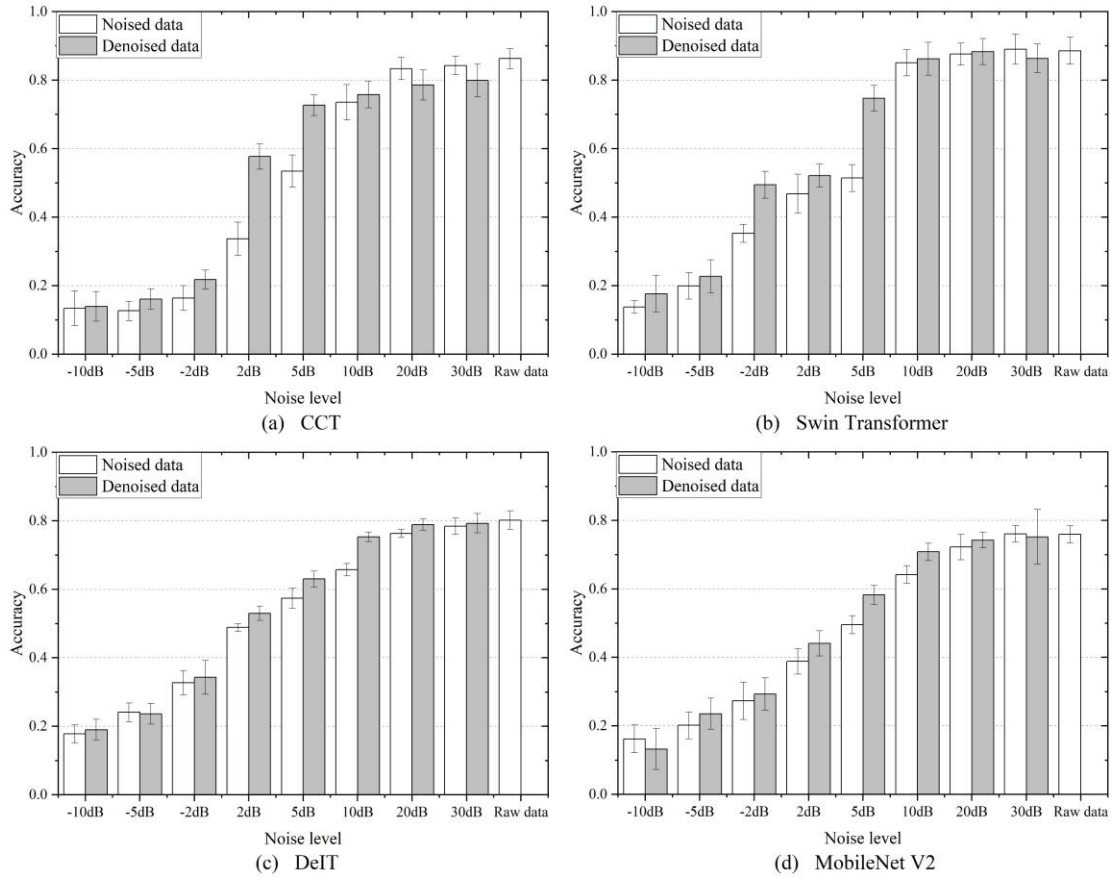 1.0
0.8
0.6
0.4
0.2
0.0
Accuracy
Noised data
Denoised data
-10dB -5dB -2dB 2dB 5dB 10dB 20dB 30dB Raw data
Noise level
(a) CCT
1.0
0.8
0.6
0.4
0.2
0.0
Accuracy
Noised data
Denoised data
-10dB -5dB -2dB 2dB 5dB 10dB 20dB 30dB Raw data
Noise level
(b) Swin Transformer
1.0
0.8
0.6
0.4
0.2
0.0
Accuracy
Noised data
Denoised data
-10dB -5dB -2dB 2dB 5dB 10dB 20dB 30dB Raw data
Noise level
(c) DeIT
1.0
0.8
0.6
0.4
0.2
0.0
Accuracy
Noised data
Denoised data
-10dB -5dB -2dB 2dB 5dB 10dB 20dB 30dB Raw data
Noise level
(d) MobileNet V2